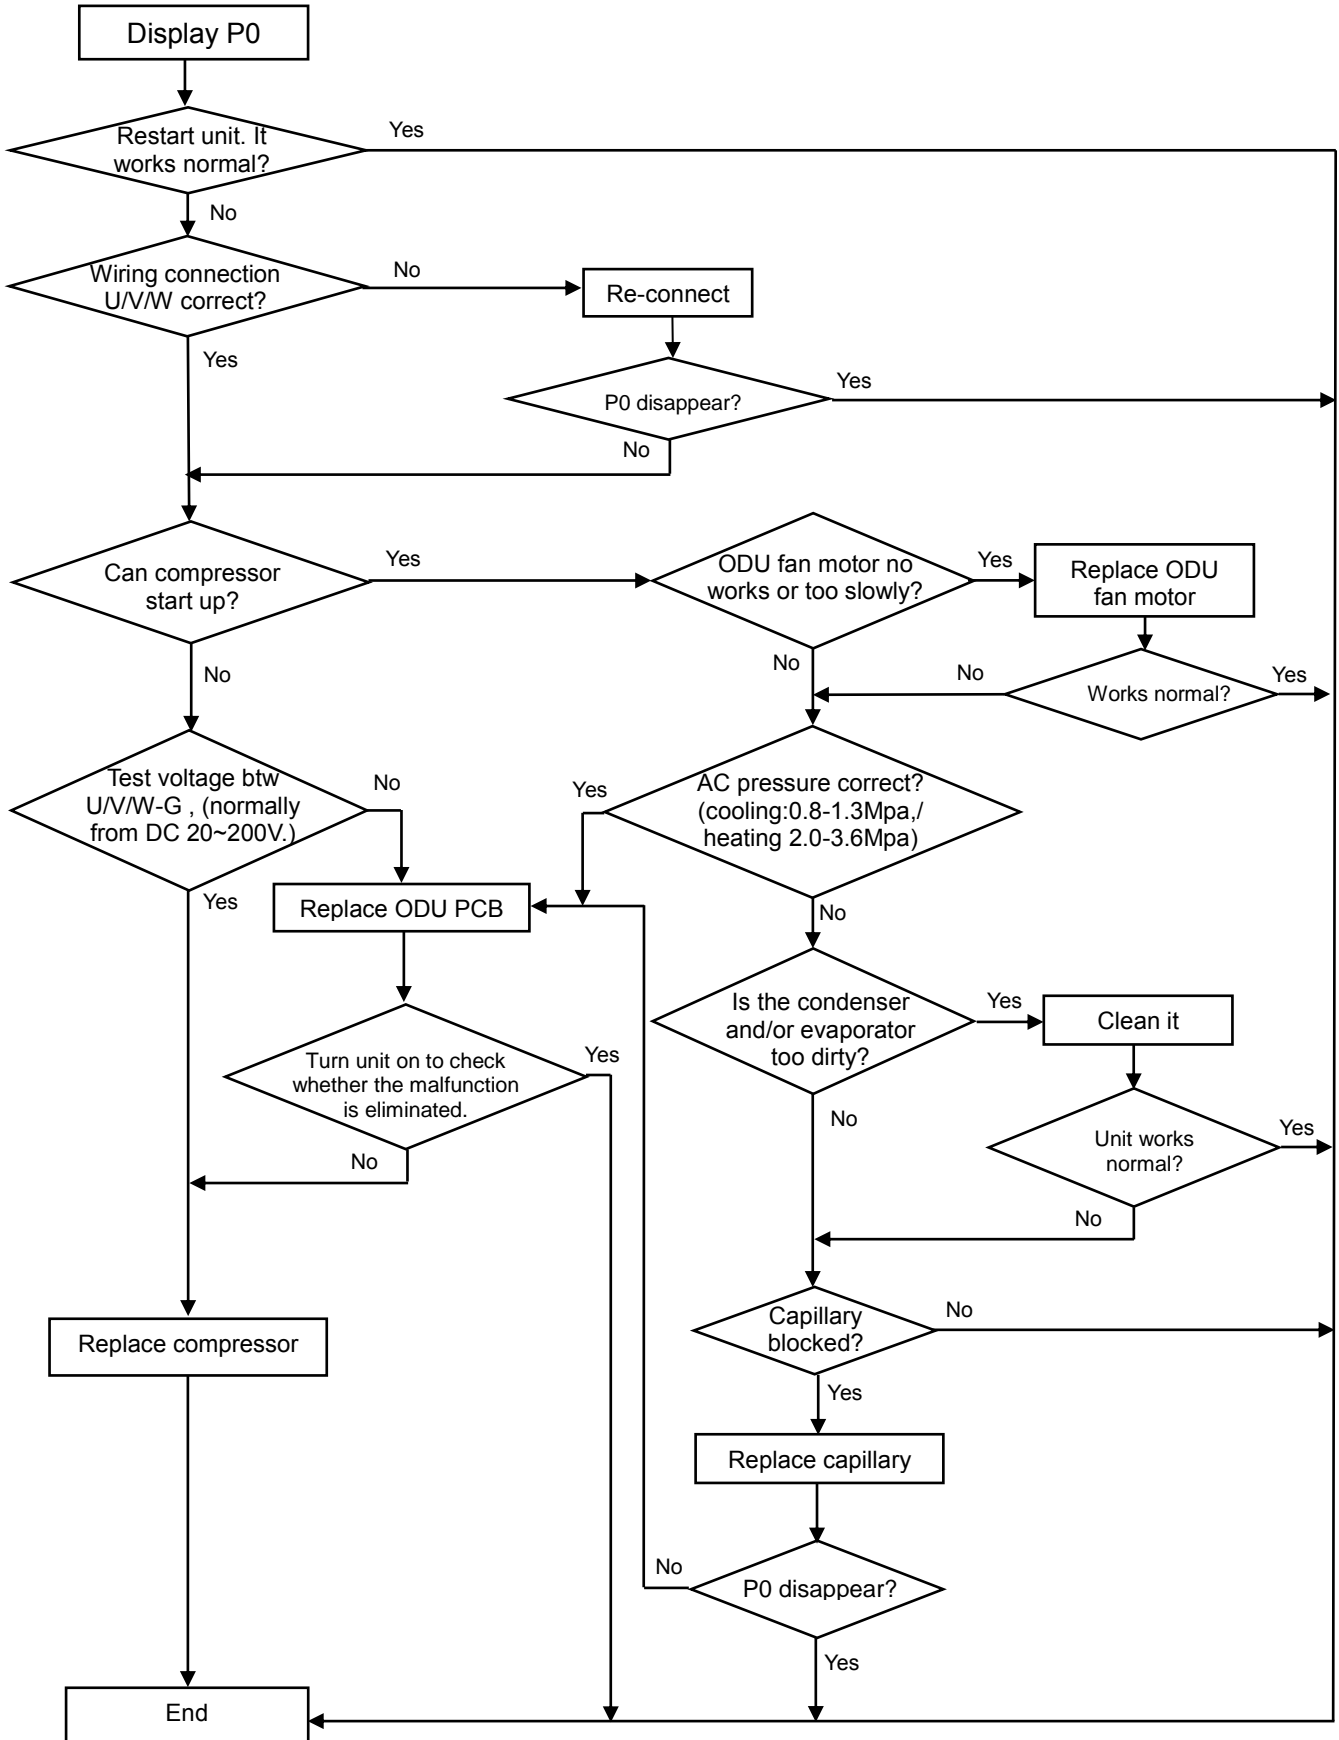 Display P0
Restart unit. It
works normal?
Yes
No
Wiring connection
U/V/W correct?
No
Re-connect
Yes
P0 disappear?
Yes
No
Can compressor
start up?
Yes
ODU fan motor no
works or too slowly?
Yes
Replace ODU
fan motor
No
No
No
Works normal?
Yes
Test voltage btw
U/V/W-G , (normally
from DC 20~200V.)
No
Yes
AC pressure correct?
(cooling:0.8-1.3Mpa,/
heating 2.0-3.6Mpa)
Yes
Replace ODU PCB
No
Is the condenser
and/or evaporator
too dirty?
Yes
Clean it
Turn unit on to check
whether the malfunction
is eliminated.
Yes
No
No
Unit works
normal?
Yes
No
Capillary
blocked?
No
Replace compressor
Yes
Replace capillary
No
P0 disappear?
Yes
End